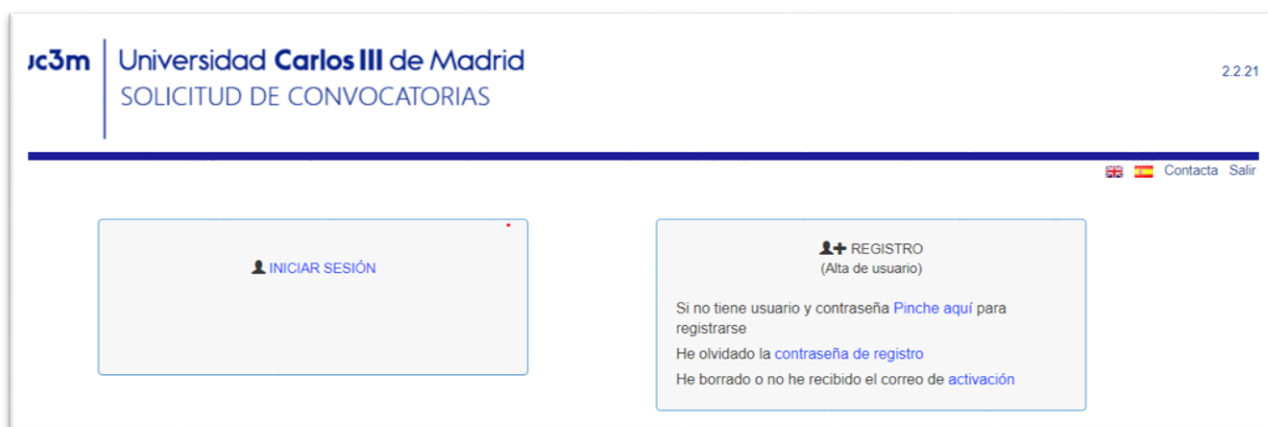 uc3m
Universidad Carlos III de Madrid
SOLICITUD DE CONVOCATORIAS
2.2.21
Contacta Salir
INICIAR SESIÓN
REGISTRO
(Alta de usuario)
Si no tiene usuario y contraseña Pinche aquí para
registrarse
He olvidado la contraseña de registro
He borrado o no he recibido el correo de activación